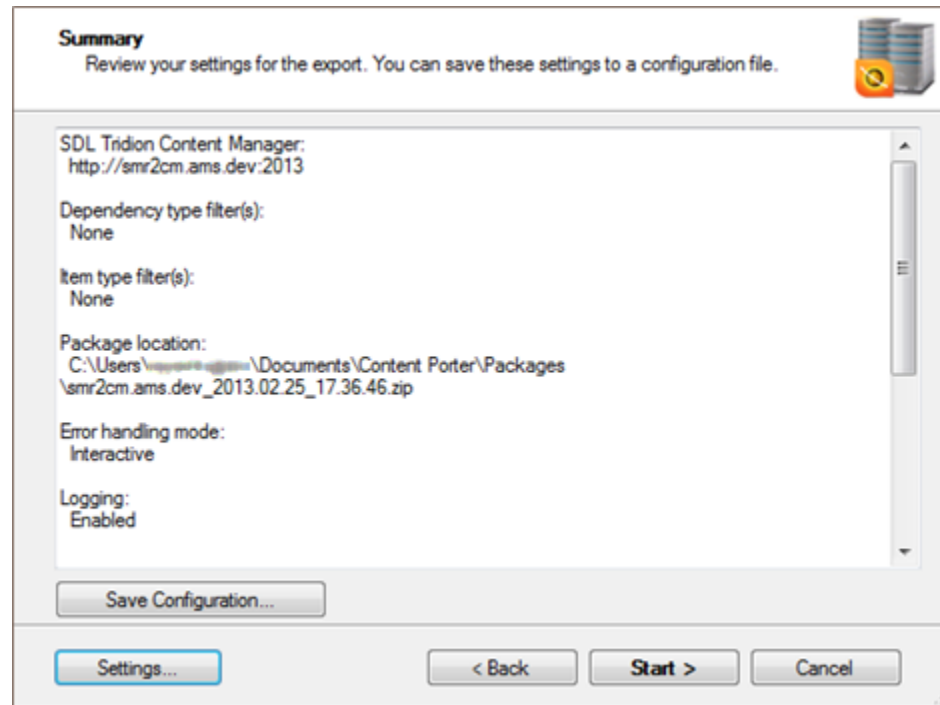 Summary
Review your settings for the export. You can save these settings to a configuration file.
SDL Tridion Content Manager:
http://smr2cm.ams.dev:2013
Dependency type filter(s):
None
Item type filter(s):
None
Package location:
C:\Users\ \Documents\Content Porter\Packages
\smr2cm.ams.dev_2013.02.25_17.36.46.zip
Error handling mode:
Interactive
Logging:
Enabled
Save Configuration...
Settings... < Back Start > Cancel